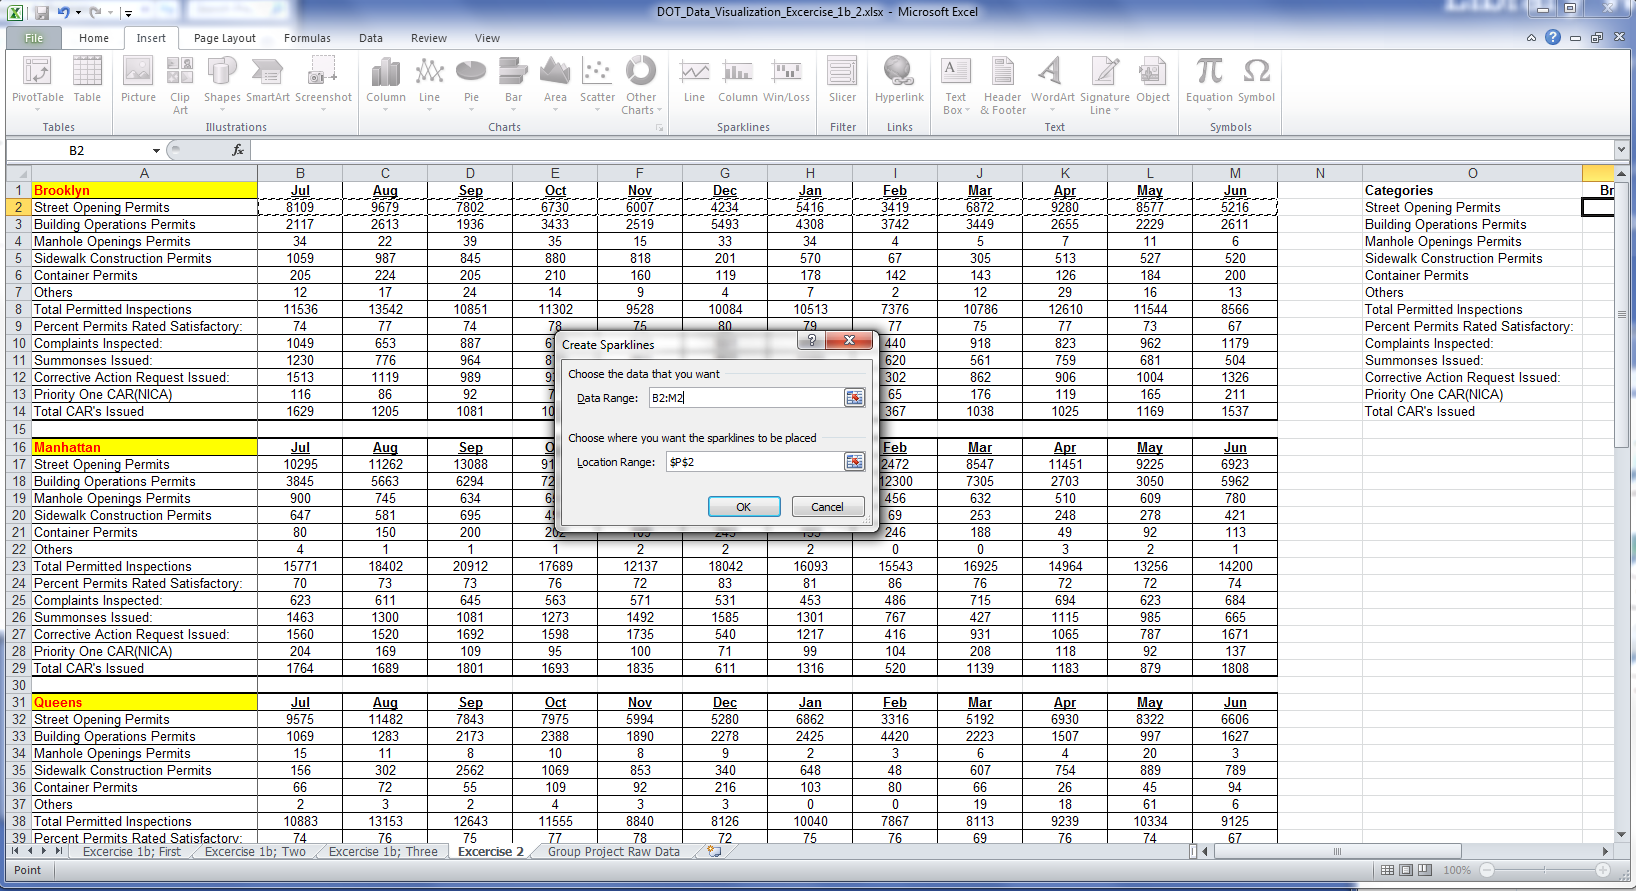 DOT_Data_Visualization_Excercise_1b_2.xlsx - Microsoft Excel
File Home Insert Page Layout Formulas Data Review View
PivotTable Table Picture Clip Art Shapes SmartArt Screenshot Column Line Pie Bar Area Scatter Other Charts Line Column Win/Loss Slicer Hyperlink Text Box Header & Footer WordArt Signature Line Object Equation Symbol
Tables Illustrations Charts Sparklines Filter Links Text Symbols
B2 fx
A B C D E F G H I J K L M N O
1 Brooklyn Jul Aug Sep Oct Nov Dec Jan Feb Mar Apr May Jun Categories Br
2 Street Opening Permits 8109 9679 7802 6730 6007 4234 5416 3419 6872 9280 8577 5216 Street Opening Permits
3 Building Operations Permits 2117 2613 1936 3433 2519 5493 4308 3742 3449 2655 2229 2611 Building Operations Permits
4 Manhole Openings Permits 34 22 39 35 15 33 34 4 5 7 11 6 Manhole Openings Permits
5 Sidewalk Construction Permits 1059 987 845 880 818 201 570 67 305 513 527 520 Sidewalk Construction Permits
6 Container Permits 205 224 205 210 160 119 178 142 143 126 184 200 Container Permits
7 Others 12 17 24 14 9 4 7 2 12 29 16 13 Others
8 Total Permitted Inspections 11536 13542 10851 11302 9528 10084 10513 7376 10786 12610 11544 8566 Total Permitted Inspections
9 Percent Permits Rated Satisfactory: 74 77 74 78 75 80 79 77 75 77 73 67 Percent Permits Rated Satisfactory:
10 Complaints Inspected: 1049 653 887 440 918 823 962 1179 Complaints Inspected:
11 Summonses Issued: 1230 776 964 620 561 759 681 504 Summonses Issued:
12 Corrective Action Request Issued: 1513 1119 989 302 862 906 1004 1326 Corrective Action Request Issued:
13 Priority One CAR(NICA) 116 86 92 65 176 119 165 211 Priority One CAR(NICA)
14 Total CAR's Issued 1629 1205 1081 367 1038 1025 1169 1537 Total CAR's Issued
15
Create Sparklines
Choose the data that you want
Data Range: B2:M2
Choose where you want the sparklines to be placed
Location Range: $P$2
OK Cancel
16 Manhattan Jul Aug Sep Feb Mar Apr May Jun
17 Street Opening Permits 10295 11262 13088 2472 8547 11451 9225 6923
18 Building Operations Permits 3845 5663 6294 12300 7305 2703 3050 5962
19 Manhole Openings Permits 900 745 634 456 632 510 609 780
20 Sidewalk Construction Permits 647 581 695 69 253 248 278 421
21 Container Permits 80 150 200 202 246 188 49 92 113
22 Others 4 1 1 1 2 2 2 0 0 3 2 1
23 Total Permitted Inspections 15771 18402 20912 17689 12137 18042 16093 15543 16925 14964 13256 14200
24 Percent Permits Rated Satisfactory: 70 73 73 76 72 83 81 86 76 72 72 74
25 Complaints Inspected: 623 611 645 563 571 531 453 486 715 694 623 684
26 Summonses Issued: 1463 1300 1081 1273 1492 1585 1301 767 427 1115 985 665
27 Corrective Action Request Issued: 1560 1520 1692 1598 1735 540 1217 416 931 1065 787 1671
28 Priority One CAR(NICA) 204 169 109 95 100 71 99 104 208 118 92 137
29 Total CAR's Issued 1764 1689 1801 1693 1835 611 1316 520 1139 1183 879 1808
30
31 Queens Jul Aug Sep Oct Nov Dec Jan Feb Mar Apr May Jun
32 Street Opening Permits 9575 11482 7843 7975 5994 5280 6862 3316 5192 6930 8322 6606
33 Building Operations Permits 1069 1283 2173 2388 1890 2278 2425 4420 2223 1507 997 1627
34 Manhole Openings Permits 15 11 8 10 8 9 2 3 6 4 20 3
35 Sidewalk Construction Permits 156 302 2562 1069 853 340 648 48 607 754 889 789
36 Container Permits 66 72 55 109 92 216 103 80 66 26 45 94
37 Others 2 3 2 4 3 3 0 0 19 18 61 6
38 Total Permitted Inspections 10883 13153 12643 11555 8840 8126 10040 7867 8113 9239 10334 9125
39 Percent Permits Rated Satisfactory: 74 76 75 77 78 72 75 76 69 76 74 67
Excercise 1b; First Excercise 1b; Two Excercise 1b; Three Excercise 2 Group Project Raw Data
Point 100%